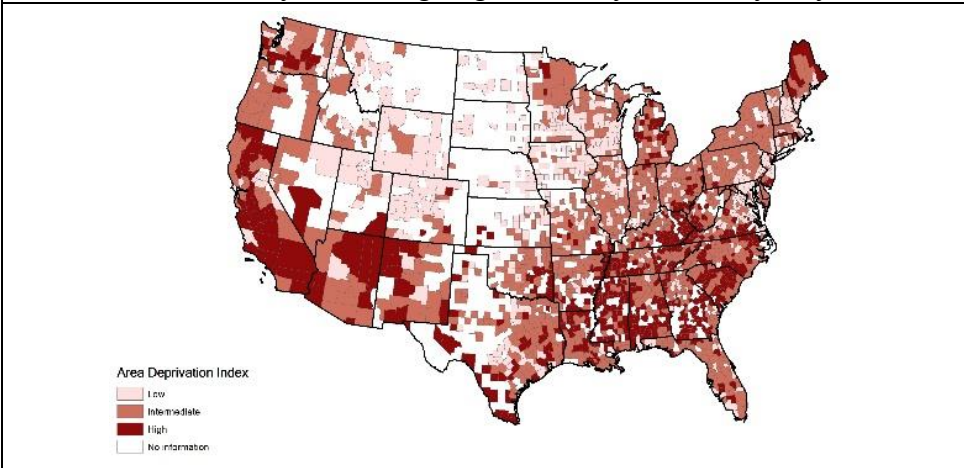 Area Deprivation Index
Low
Intermediate
High
No information